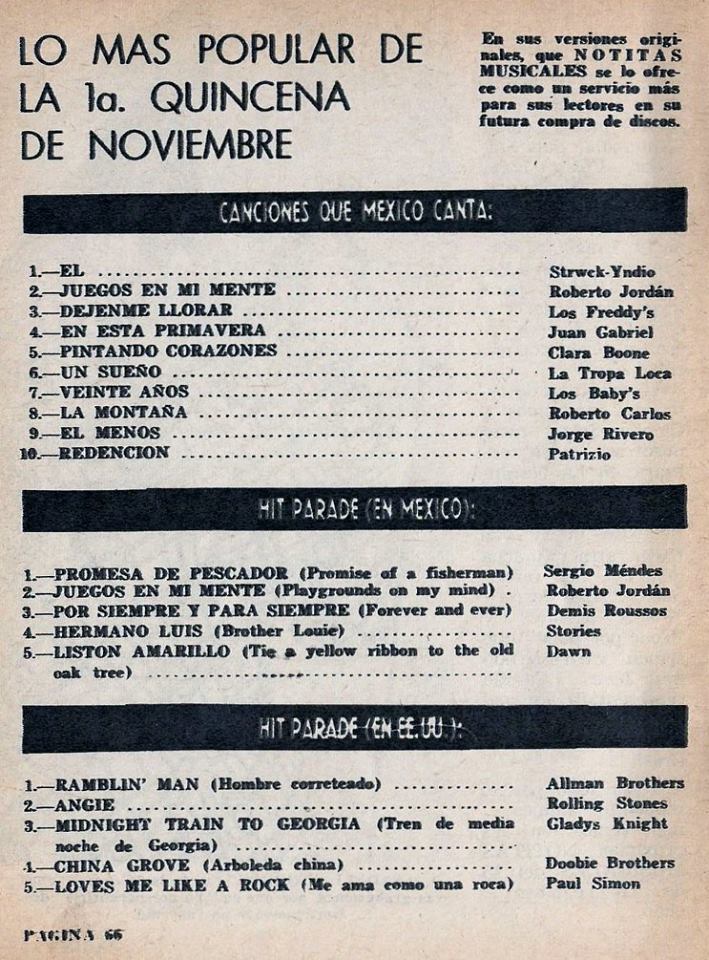 LO MAS POPULAR DE
LA 1a. QUINCENA
DE NOVIEMBRE
En sus versiones origi-
nales, que NOTITAS
MUSICALES se lo ofre-
ce como un servicio más
para sus lectores en su
futura compra de discos.
CANCIONES QUE MEXICO CANTA:
1.—EL ........................................ Strwck-Yndio
2.—JUEGOS EN MI MENTE ........................ Roberto Jordán
3.—DEJENME LLORAR ............................ Los Freddy's
4.—EN ESTA PRIMAVERA ......................... Juan Gabriel
5.—PINTANDO CORAZONES ........................ Clara Boone
6.—UN SUEÑO .................................. La Tropa Loca
7.—VEINTE AÑOS ............................... Los Baby's
8.—LA MONTAÑA ................................ Roberto Carlos
9.—EL MENOS .................................. Jorge Rivero
10.—REDENCION ................................ Patrizio
HIT PARADE (EN MEXICO):
1.—PROMESA DE PESCADOR (Promise of a fisherman) Sergio Méndes
2.—JUEGOS EN MI MENTE (Playgrounds on my mind) . Roberto Jordán
3.—POR SIEMPRE Y PARA SIEMPRE (Forever and ever) Demis Roussos
4.—HERMANO LUIS (Brother Louie) ................ Stories
5.—LISTON AMARILLO (Tie a yellow ribbon to the old Dawn
oak tree) ........................................
HIT PARADE (EN EE.UU.):
1.—RAMBLIN' MAN (Hombre correteado) ............. Allman Brothers
2.—ANGIE ........................................ Rolling Stones
3.—MIDNIGHT TRAIN TO GEORGIA (Tren de media Gladys Knight
noche de Georgia) ................................
4.—CHINA GROVE (Arboleda china) ................. Doobie Brothers
5.—LOVES ME LIKE A ROCK (Me ama como una roca) Paul Simon
PAGINA 66